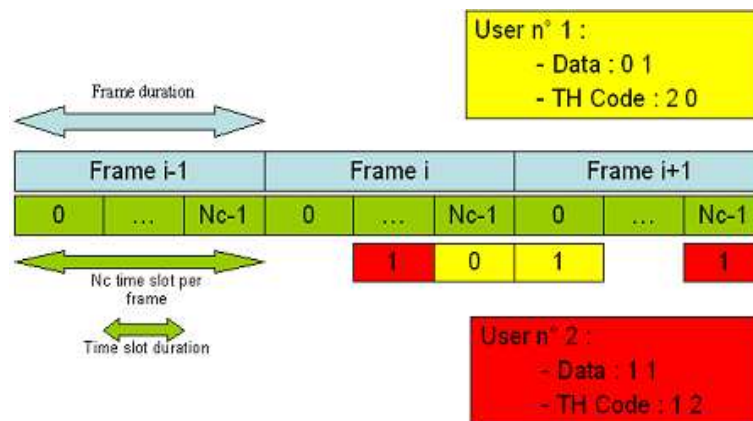 User n° 1 :
- Data : 0 1
- TH Code : 2 0
Frame duration
Frame i-1 Frame i Frame i+1
0 ... Nc-1 0 ... Nc-1 0 ... Nc-1
1 0 1 1
Nc time slot per
frame
Time slot duration
User n° 2 :
- Data : 1 1
- TH Code : 1 2